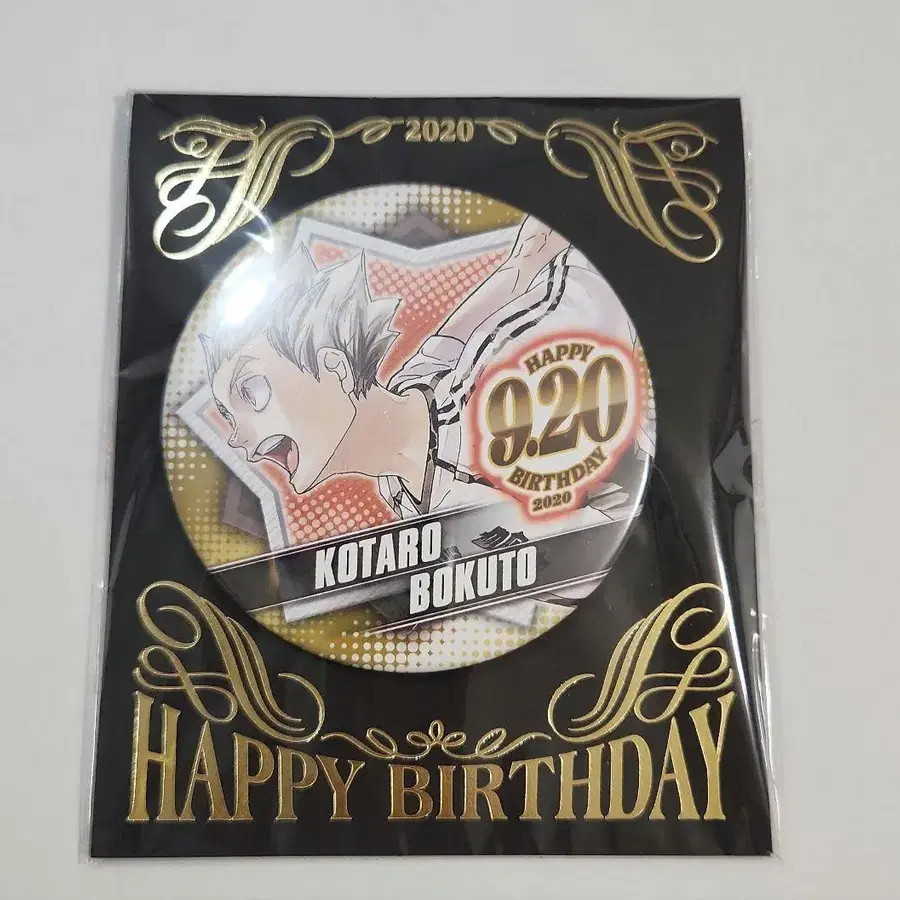 2020
HAPPY
9.20
BIRTHDAY
2020
KOTARO
BOKUTO
HAPPY BIRTHDAY